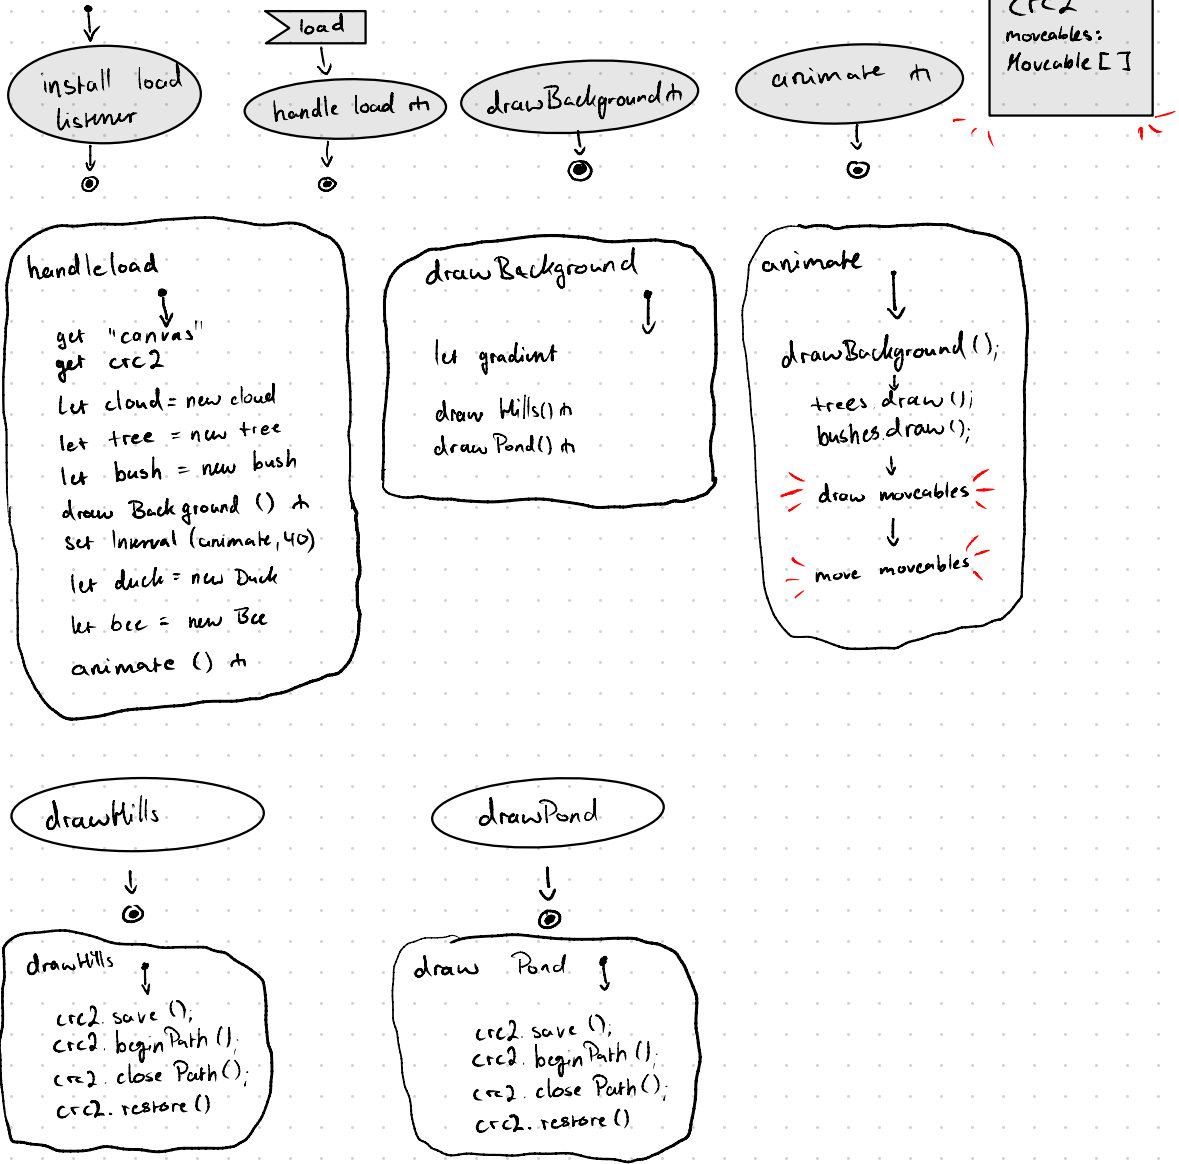 load
crc2
moveables:
Moveable[]
install load
listener
handle load
drawBackground
animate
handleload
get "canvas"
get crc2
let cloud = new cloud
let tree = new tree
let bush = new bush
draw Background ()
set Interval (animate, 40)
let duck = new Duck
let bee = new Bee
animate ()
drawBackground
let gradient
draw Hills()
draw Pond()
animate
drawBackground();
trees.draw();
bushes.draw();
draw moveables
move moveables
drawHills
drawPond
drawHills
crc2.save();
crc2.beginPath();
crc2.closePath();
crc2.restore()
draw Pond
crc2.save();
crc2.beginPath();
crc2.closePath();
crc2.restore()